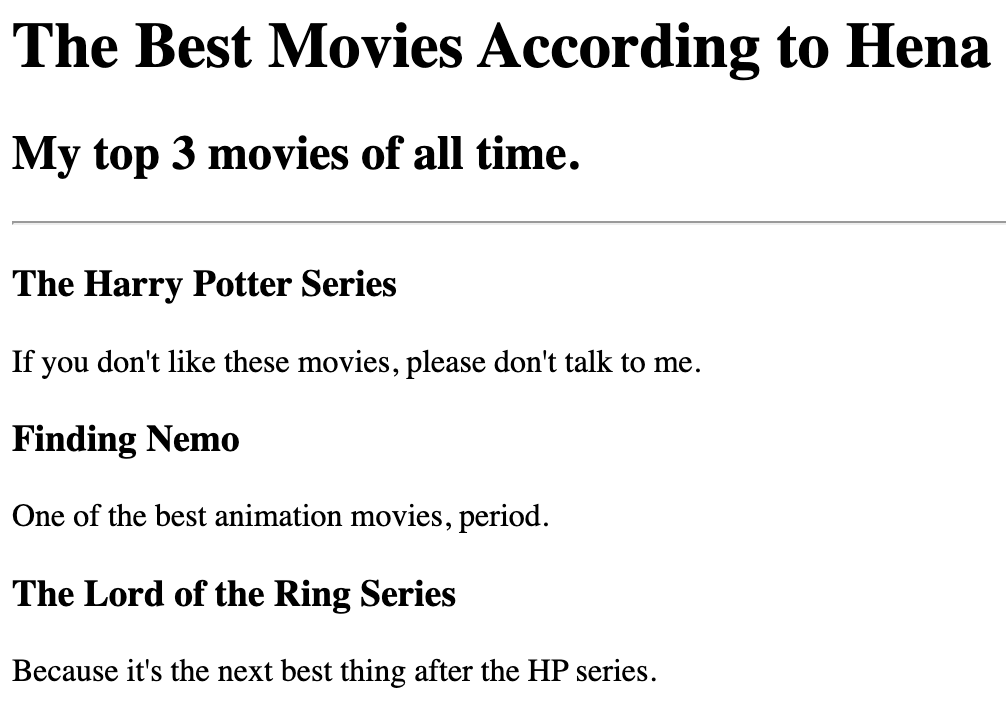 The Best Movies According to Hena
My top 3 movies of all time.
The Harry Potter Series
If you don't like these movies, please don't talk to me.
Finding Nemo
One of the best animation movies, period.
The Lord of the Ring Series
Because it's the next best thing after the HP series.